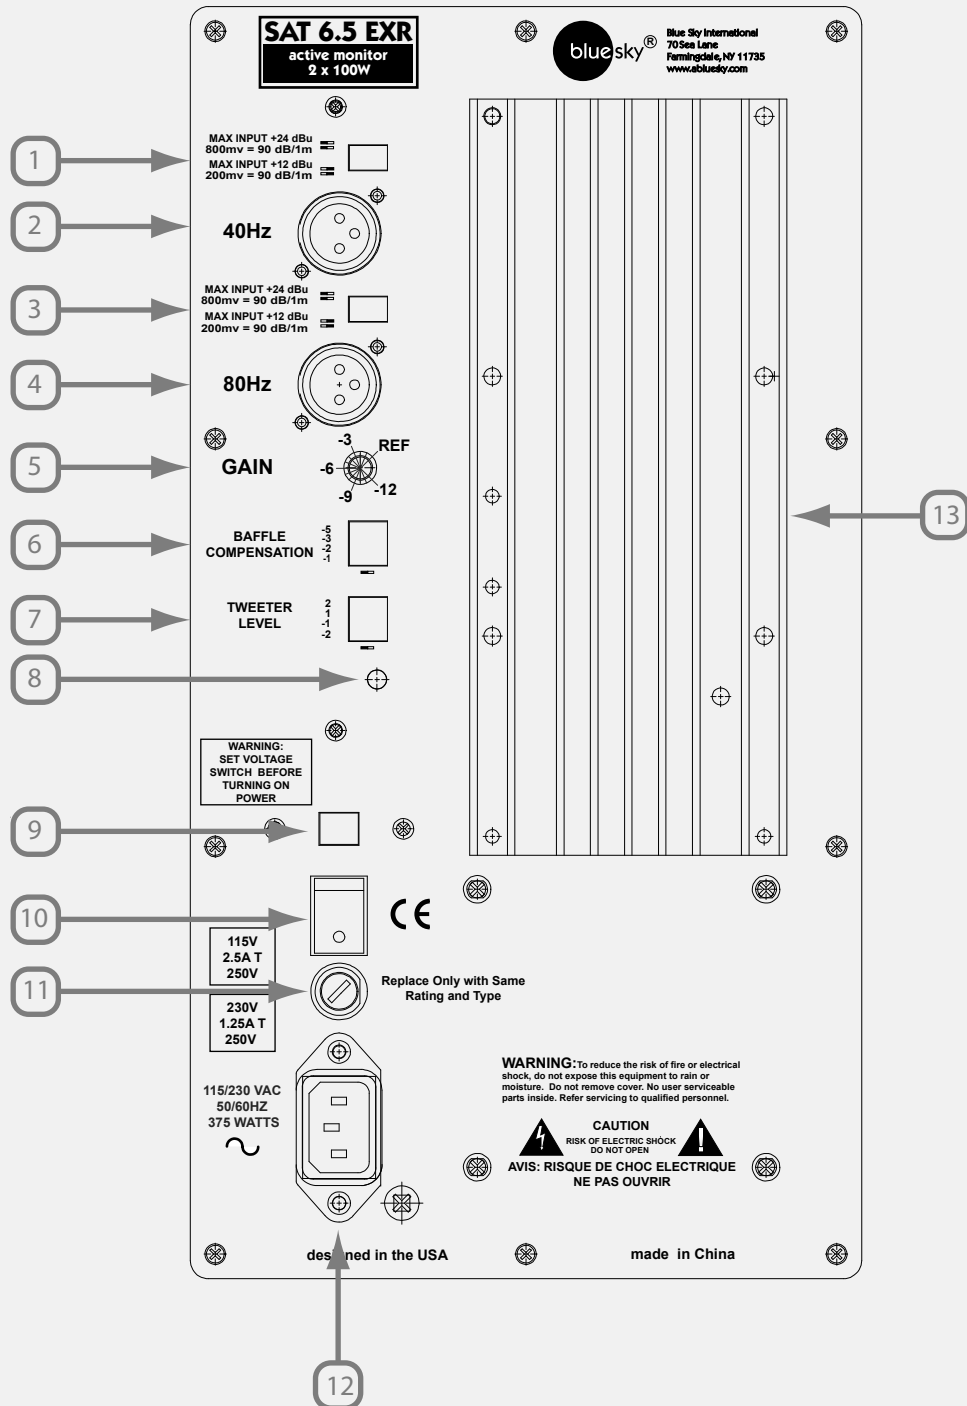 SAT 6.5 EXR
active monitor
2 x 100W
bluesky®
Blue Sky International
70 Sea Lane
Farmingdale, NY 11735
www.abluesky.com
1
MAX INPUT +24 dBu
800mv = 90 dB/1m
MAX INPUT +12 dBu
200mv = 90 dB/1m
2
40Hz
3
MAX INPUT +24 dBu
800mv = 90 dB/1m
MAX INPUT +12 dBu
200mv = 90 dB/1m
4
80Hz
5
GAIN
-3
REF
-6
-9
-12
13
6
BAFFLE
COMPENSATION
-5
-3
-2
-1
7
TWEETER
LEVEL
2
1
-1
-2
8
WARNING:
SET VOLTAGE
SWITCH BEFORE
TURNING ON
POWER
9
10
CE
115V
2.5A T
250V
11
Replace Only with Same
Rating and Type
230V
1.25A T
250V
115/230 VAC
50/60HZ
375 WATTS
WARNING: To reduce the risk of fire or electrical
shock, do not expose this equipment to rain or
moisture. Do not remove cover. No user serviceable
parts inside. Refer servicing to qualified personnel.
CAUTION
RISK OF ELECTRIC SHOCK
DO NOT OPEN
!
AVIS: RISQUE DE CHOC ELECTRIQUE
NE PAS OUVRIR
designed in the USA
made in China
12